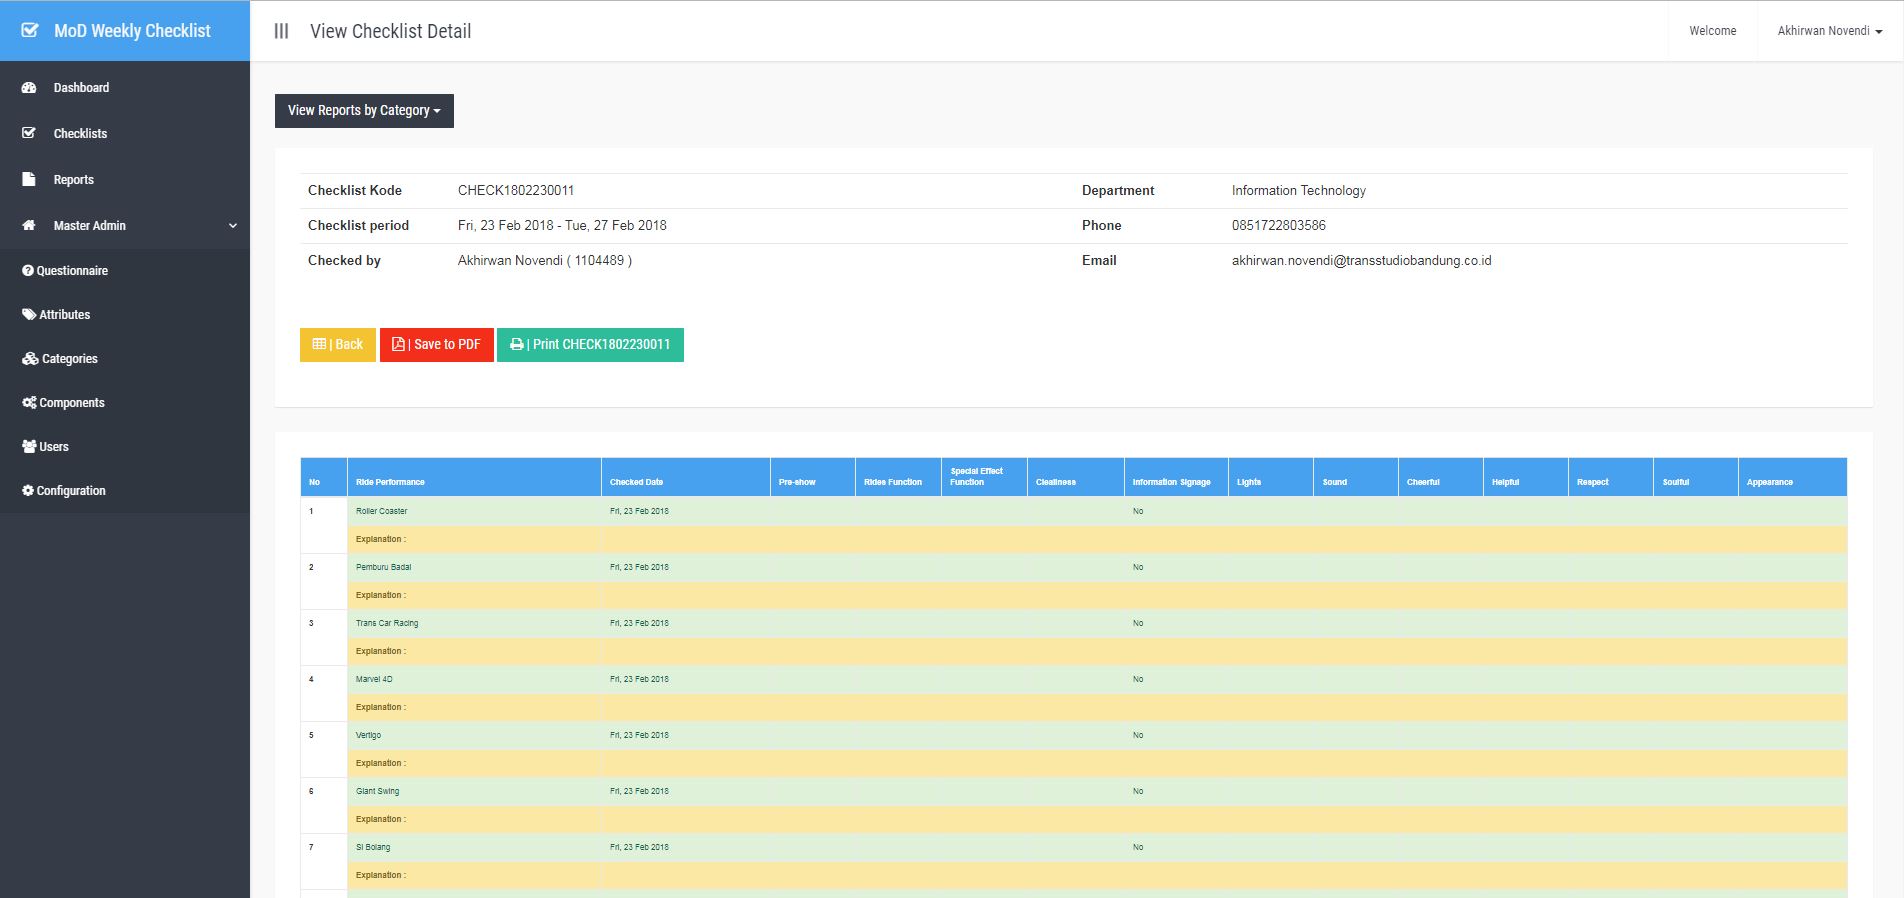 MoD Weekly Checklist
View Checklist Detail
Welcome
Akhirwan Novendi
Dashboard
Checklists
Reports
Master Admin
Questionnaire
Attributes
Categories
Components
Users
Configuration
View Reports by Category
Checklist Kode CHECK1802230011 Department Information Technology
Checklist period Fri, 23 Feb 2018 - Tue, 27 Feb 2018 Phone 0851722803586
Checked by Akhirwan Novendi ( 1104489 ) Email akhirwan.novendi@transstudiobandung.co.id
| Back | Save to PDF | Print CHECK1802230011
No Ride Performance Checked Date Pre-show Rides Function Special Effect Function Clealiness Information Signage Lights Sound Cheerful Helpful Respect Soulful Appearance
1 Roller Coaster Fri, 23 Feb 2018 No
Explanation :
2 Pemburu Badai Fri, 23 Feb 2018 No
Explanation :
3 Trans Car Racing Fri, 23 Feb 2018 No
Explanation :
4 Marvel 4D Fri, 23 Feb 2018 No
Explanation :
5 Vertigo Fri, 23 Feb 2018 No
Explanation :
6 Giant Swing Fri, 23 Feb 2018 No
Explanation :
7 Si Bolang Fri, 23 Feb 2018 No
Explanation :